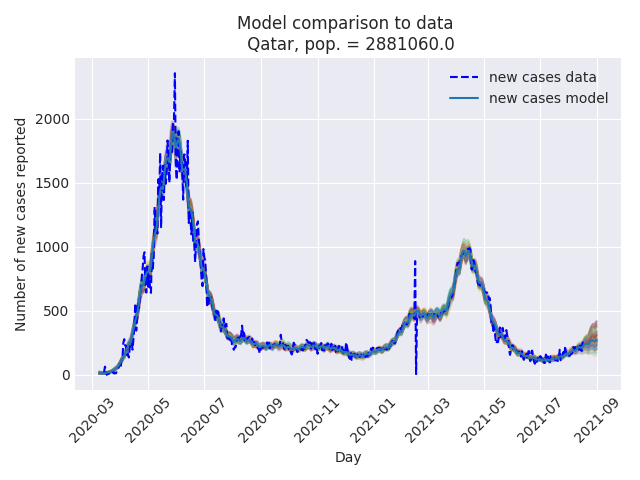 Model comparison to data
Qatar, pop. = 2881060.0
new cases data
new cases model
Number of new cases reported
2000
1500
1000
500
0
2020-03
2020-05
2020-07
2020-09
2020-11
2021-01
2021-03
2021-05
2021-07
2021-09
Day